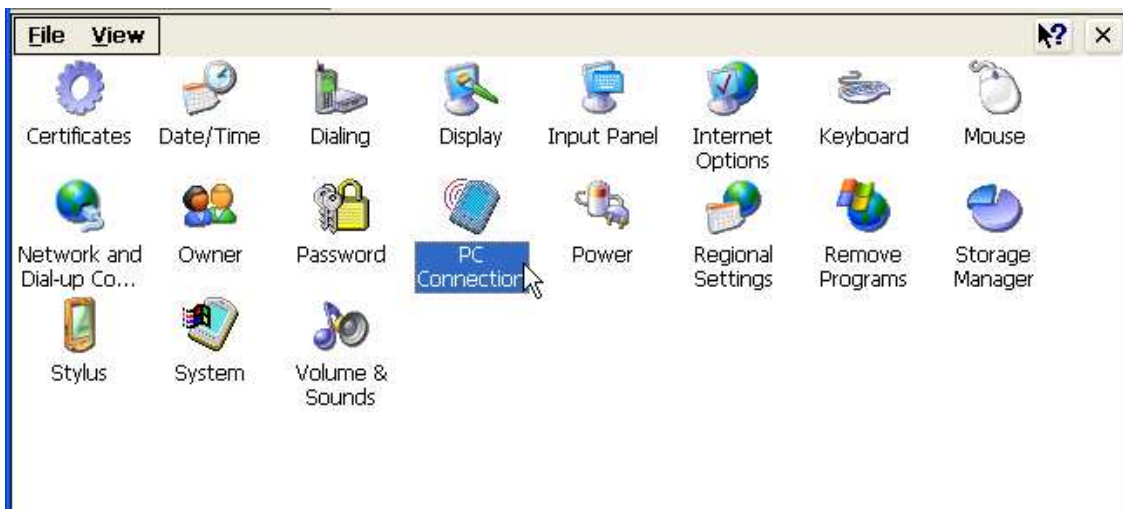 File View
?
Certificates Date/Time Dialing Display Input Panel Internet Keyboard Mouse
Options
Network and Owner Password PC Power Regional Remove Storage
Dial-up Co... Connection Settings Programs Manager
Stylus System Volume &
Sounds